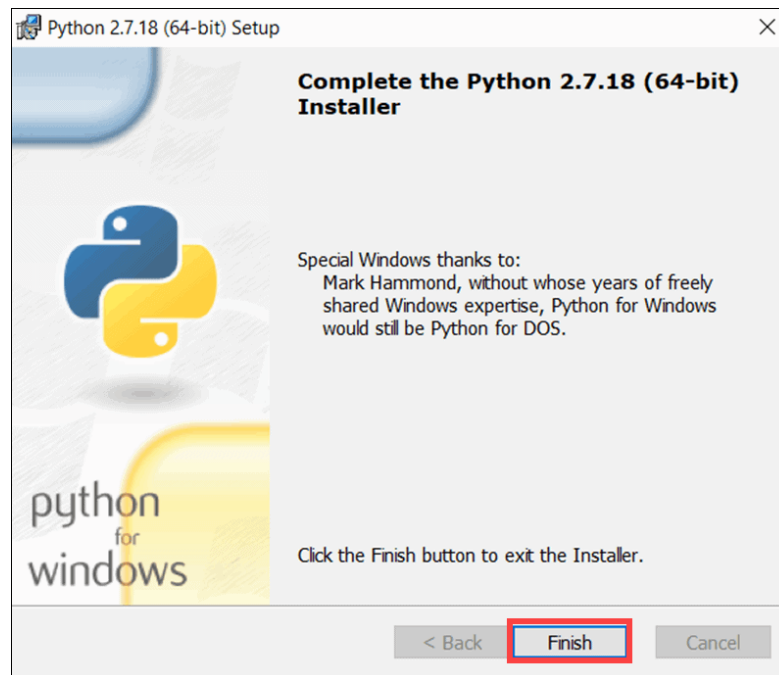 Python 2.7.18 (64-bit) Setup
Complete the Python 2.7.18 (64-bit)
Installer
Special Windows thanks to:
Mark Hammond, without whose years of freely
shared Windows expertise, Python for Windows
would still be Python for DOS.
python
for
windows
Click the Finish button to exit the Installer.
< Back
Finish
Cancel